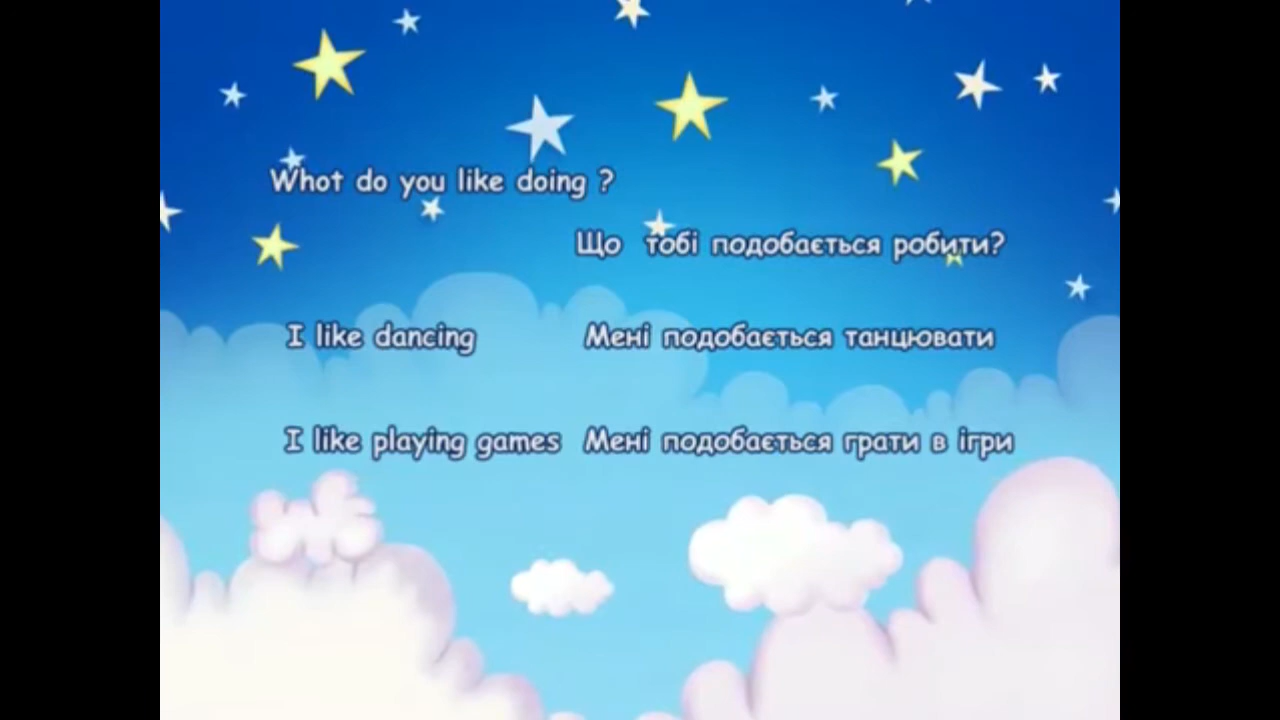 Whot do you like doing ?
Що тобі подобається робити?
I like dancing Мені подобається танцювати
I like playing games Мені подобається грати в ігри